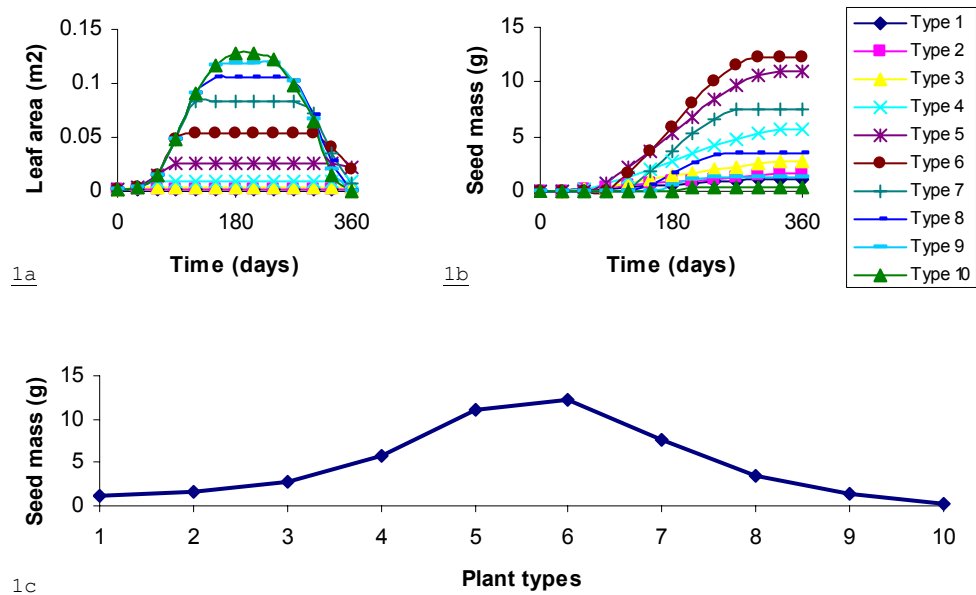 Leaf area (m2)
0.15
0.1
0.05
0
0
180
360
Time (days)
1a
Seed mass (g)
15
10
5
0
0
180
360
Time (days)
1b
Type 1
Type 2
Type 3
Type 4
Type 5
Type 6
Type 7
Type 8
Type 9
Type 10
Seed mass (g)
15
10
5
0
1 2 3 4 5 6 7 8 9 10
Plant types
1c